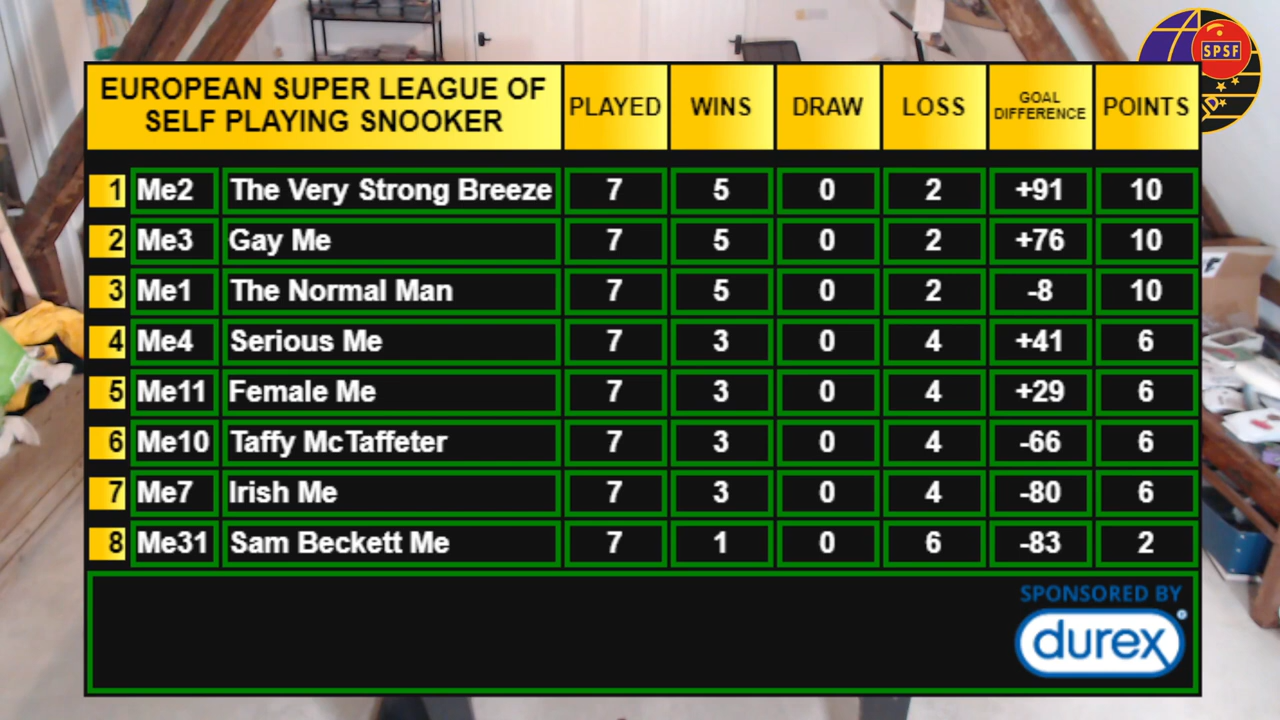 SPSF
EUROPEAN SUPER LEAGUE OF
SELF PLAYING SNOOKER
PLAYED WINS DRAW LOSS GOAL DIFFERENCE POINTS
1 Me2 The Very Strong Breeze 7 5 0 2 +91 10
2 Me3 Gay Me 7 5 0 2 +76 10
3 Me1 The Normal Man 7 5 0 2 -8 10
4 Me4 Serious Me 7 3 0 4 +41 6
5 Me11 Female Me 7 3 0 4 +29 6
6 Me10 Taffy McTaffeter 7 3 0 4 -66 6
7 Me7 Irish Me 7 3 0 4 -80 6
8 Me31 Sam Beckett Me 7 1 0 6 -83 2
SPONSORED BY
durex